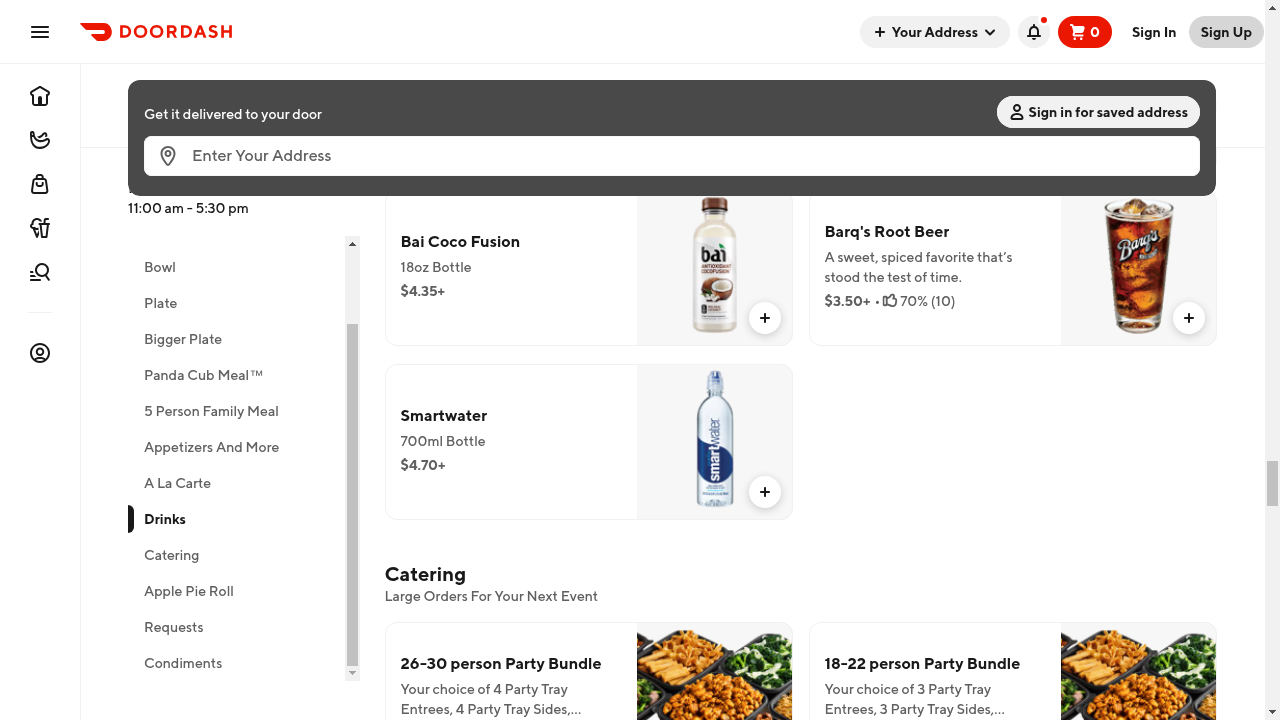 DOORDASH
Your Address
0
Sign In
Sign Up
Get it delivered to your door
Sign in for saved address
Enter Your Address
11:00 am - 5:30 pm
Bowl
Plate
Bigger Plate
Panda Cub Meal™
5 Person Family Meal
Appetizers And More
A La Carte
Drinks
Catering
Apple Pie Roll
Requests
Condiments
Bai Coco Fusion
18oz Bottle
$4.35+
bai
ANTIOXIDANT
COCOFUSION
Barq's Root Beer
A sweet, spiced favorite that's
stood the test of time.
$3.50+ • 70% (10)
Barq's
Smartwater
700ml Bottle
$4.70+
smartwater
Catering
Large Orders For Your Next Event
26-30 person Party Bundle
Your choice of 4 Party Tray
Entrees, 4 Party Tray Sides,...
18-22 person Party Bundle
Your choice of 3 Party Tray
Entrees, 3 Party Tray Sides,...